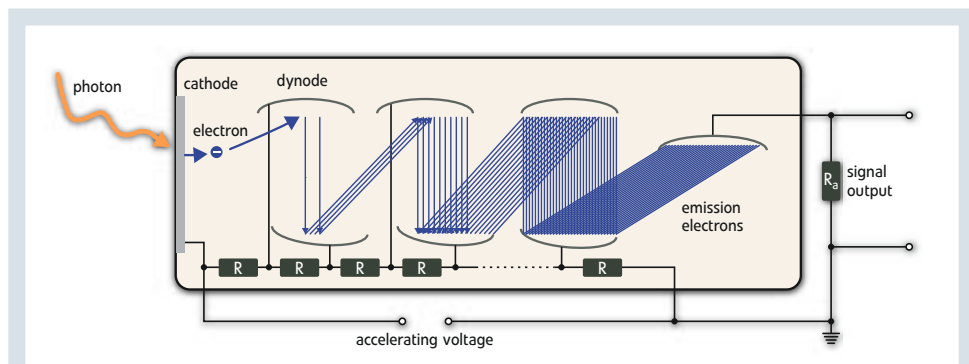 photon
cathode
dynode
electron
R
R
R
R
R
R
a
signal
output
emission
electrons
accelerating voltage